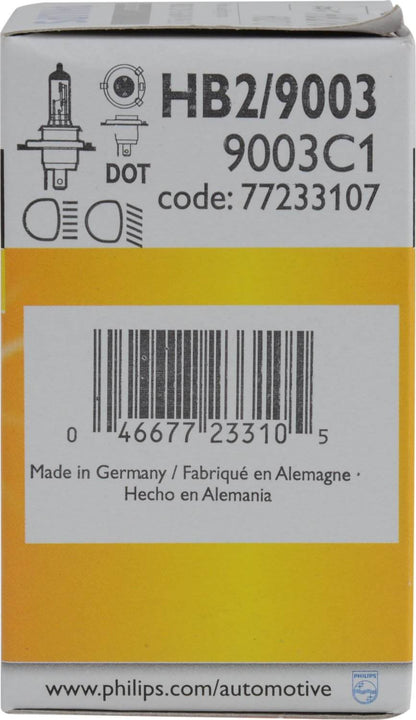 HB2/9003
9003C1
DOT
code: 77233107
0 46677 23310 5
Made in Germany / Fabriqué en Alemagne ·
Hecho en Alemania
PHILIPS
www.philips.com/automotive